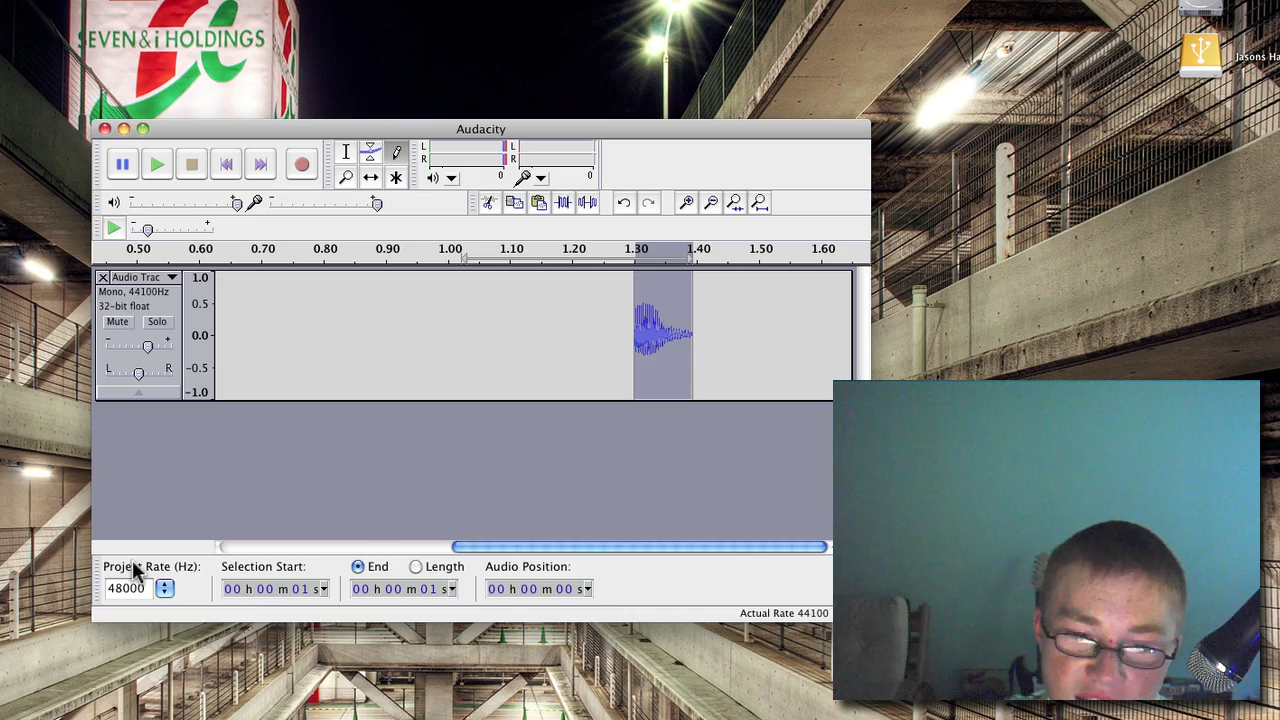 SEVEN & i HOLDINGS
Jasons Ha
Audacity
L
R
0
L
R
0
0.50 0.60 0.70 0.80 0.90 1.00 1.10 1.20 1.30 1.40 1.50 1.60
Audio Trac
Mono, 44100Hz
32-bit float
Mute Solo
- +
L R
1.0
0.5
0.0
-0.5
-1.0
Project Rate (Hz): Selection Start: End Length Audio Position:
48000 00 h 00 m 01 s 00 h 00 m 01 s 00 h 00 m 00 s
Actual Rate 44100